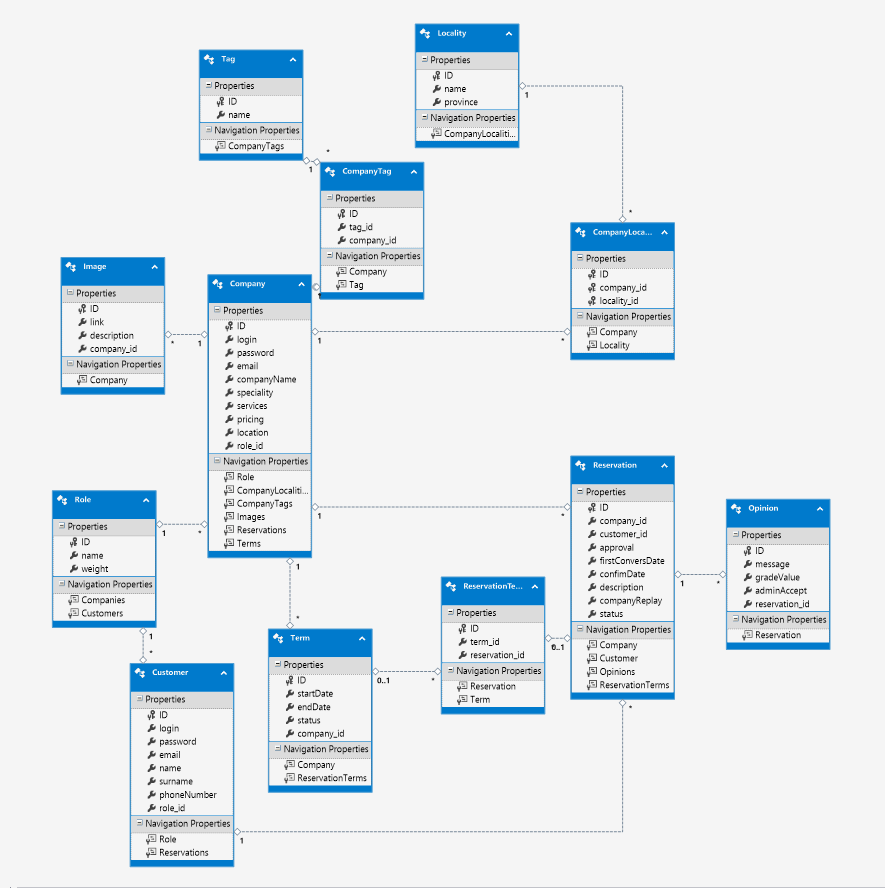 Locality
Properties
ID
name
province
Navigation Properties
CompanyLocaliti...
1
*
Tag
Properties
ID
name
Navigation Properties
CompanyTags
1
*
CompanyTag
Properties
ID
tag_id
company_id
Navigation Properties
Company
Tag
CompanyLoca...
Properties
ID
company_id
locality_id
Navigation Properties
Company
Locality
Image
Properties
ID
link
description
company_id
Navigation Properties
Company
*
1
Company
Properties
ID
login
password
email
companyName
speciality
services
pricing
location
role_id
Navigation Properties
Role
CompanyLocaliti...
CompanyTags
Images
Reservations
Terms
1
*
1
*
1
*
Role
Properties
ID
name
weight
Navigation Properties
Companies
Customers
1
*
1
*
Reservation
Properties
ID
company_id
customer_id
approval
firstConversDate
confimDate
description
companyReplay
status
Navigation Properties
Company
Customer
Opinions
ReservationTerms
1
*
Opinion
Properties
ID
message
gradeValue
adminAccept
reservation_id
Navigation Properties
Reservation
ReservationTe...
Properties
ID
term_id
reservation_id
Navigation Properties
Reservation
Term
0..1
Term
Properties
ID
startDate
endDate
status
company_id
Navigation Properties
Company
ReservationTerms
0..1
*
Customer
Properties
ID
login
password
email
name
surname
phoneNumber
role_id
Navigation Properties
Role
Reservations
1
*